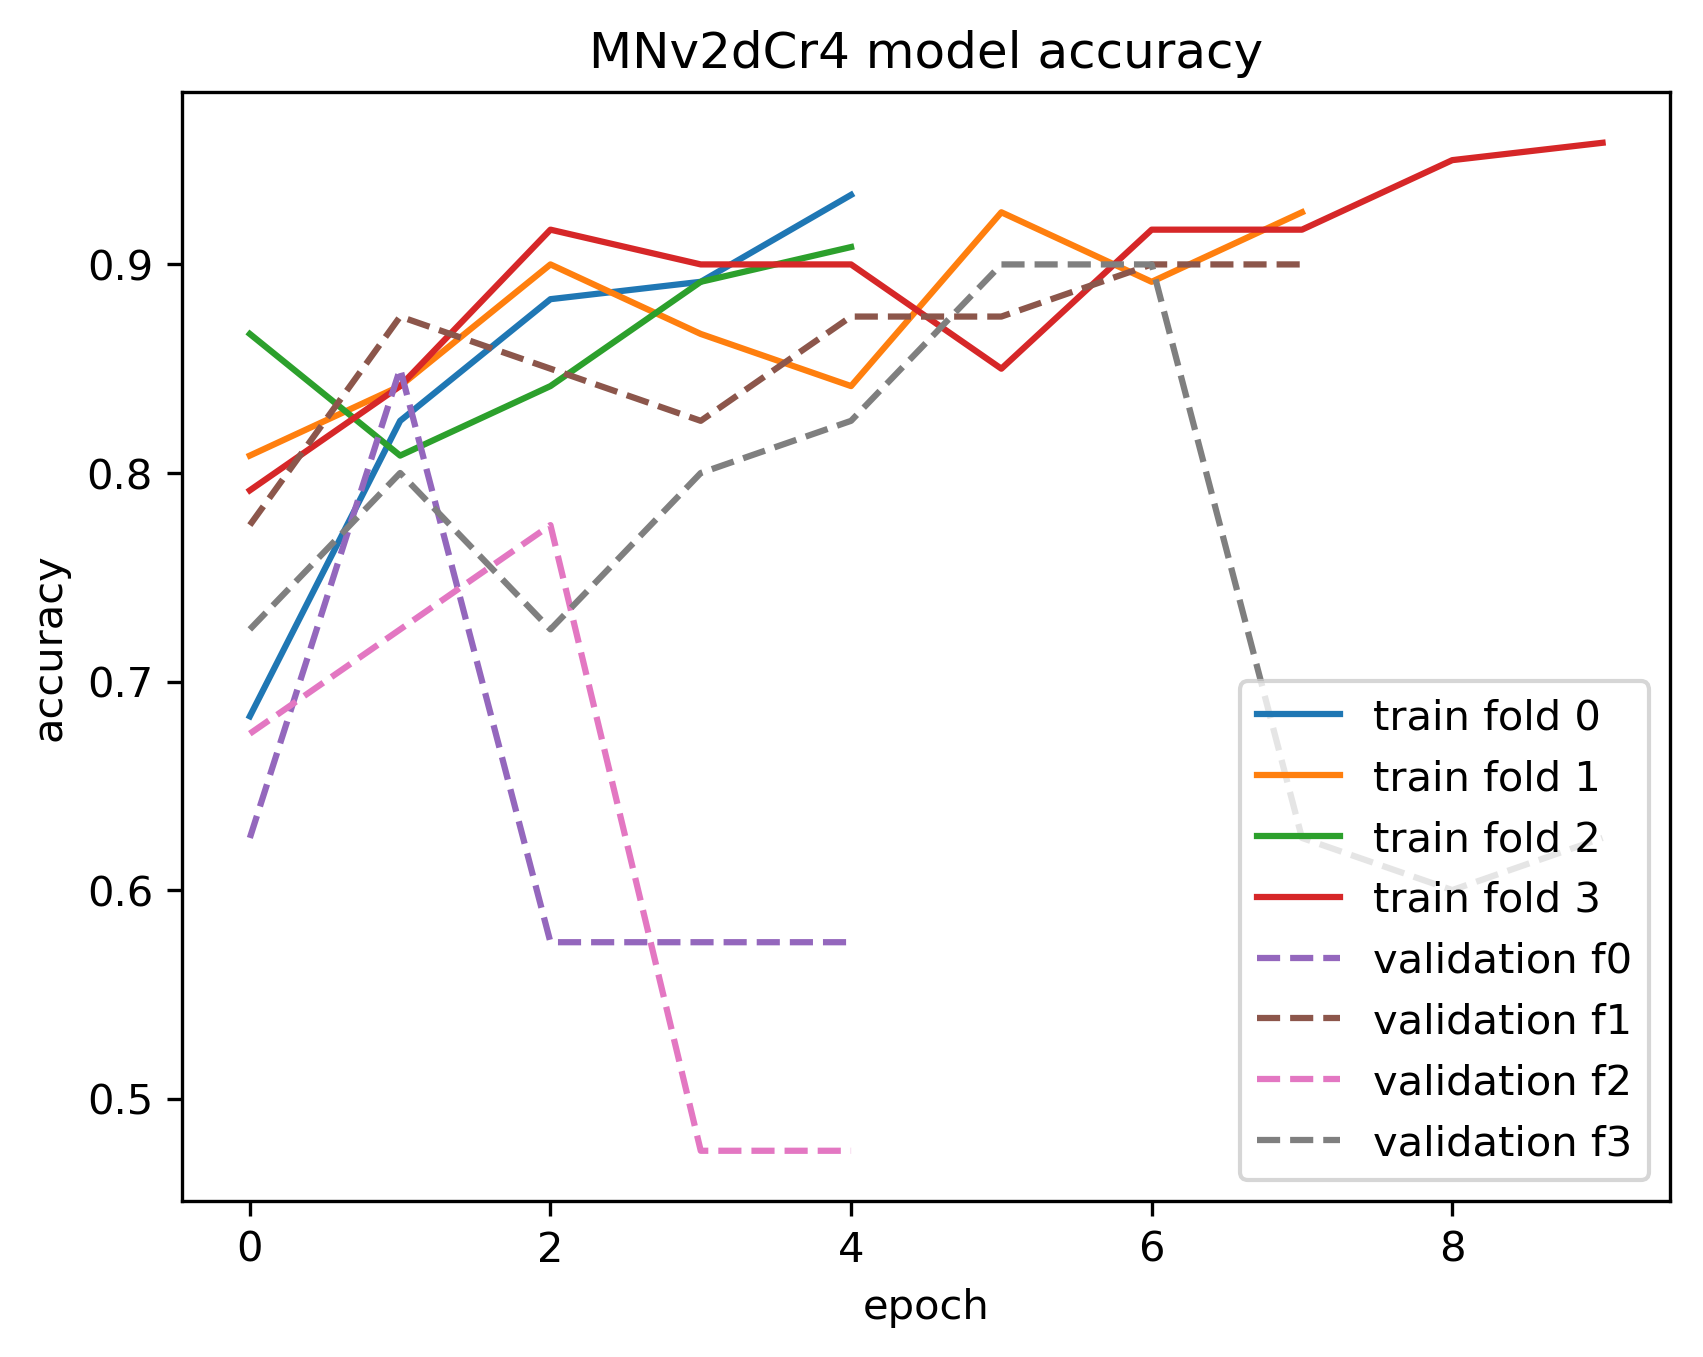 MNv2dCr4 model accuracy
accuracy
0.9
0.8
0.7
0.6
0.5
0 2 4 6 8
epoch
train fold 0
train fold 1
train fold 2
train fold 3
validation f0
validation f1
validation f2
validation f3